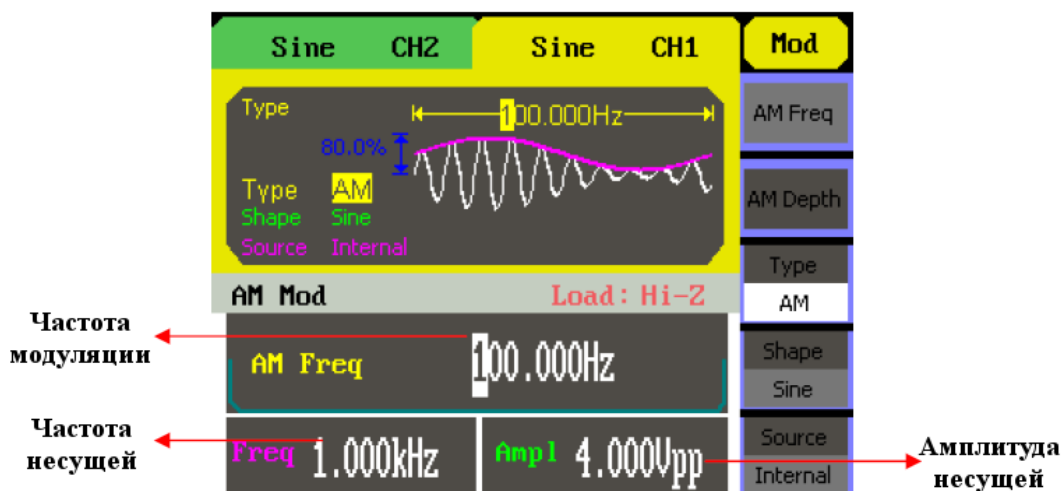 Sine CH2 Sine CH1 Mod
Type
100.000Hz
AM Freq
80.0%
Type AM
AM Depth
Shape Sine
Source Internal
Type
AM Mod Load: Hi-Z
AM
Частота
модуляции
AM Freq 100.000Hz
Shape
Sine
Частота
несущей
Freq 1.000kHz Ampl 4.000Vpp
Source
Internal
Амплитуда
несущей